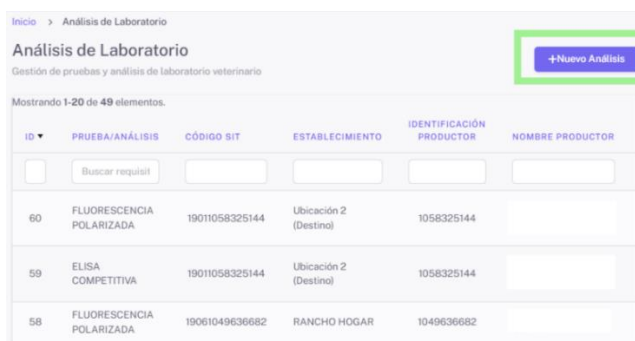 Inicio > Análisis de Laboratorio
Análisis de Laboratorio
+Nuevo Análisis
Gestión de pruebas y análisis de laboratorio veterinario
Mostrando 1-20 de 49 elementos.
ID▼ PRUEBA/ANÁLISIS CÓDIGO SIT ESTABLECIMIENTO IDENTIFICACIÓN PRODUCTOR NOMBRE PRODUCTOR
Buscar requisit
60 FLUORESCENCIA POLARIZADA 19011058325144 Ubicación 2 (Destino) 1058325144
59 ELISA COMPETITIVA 19011058325144 Ubicación 2 (Destino) 1058325144
58 FLUORESCENCIA POLARIZADA 19061049636682 RANCHO HOGAR 1049636682